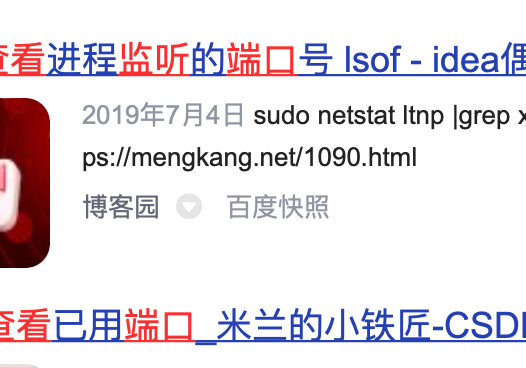 查看进程监听的端口号 lsof - idea偶
2019年7月4日 sudo netstat ltnp |grep x
ps://mengkang.net/1090.html
博客园 百度快照
查看已用端口_米兰的小铁匠-CSD